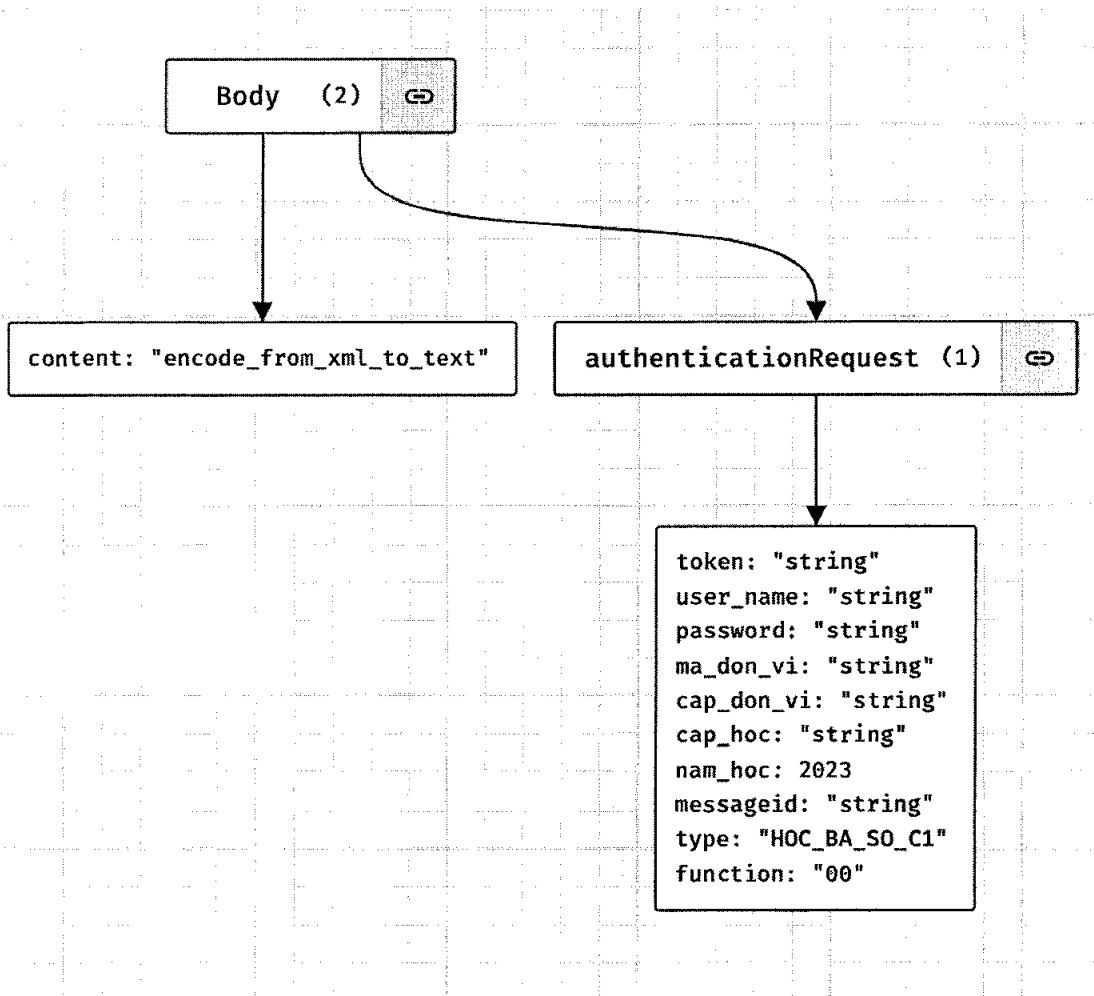 Body (2)
content: "encode_from_xml_to_text"
authenticationRequest (1)
token: "string"
user_name: "string"
password: "string"
ma_don_vi: "string"
cap_don_vi: "string"
cap_hoc: "string"
nam_hoc: 2023
messageid: "string"
type: "HOC_BA_SO_C1"
function: "00"